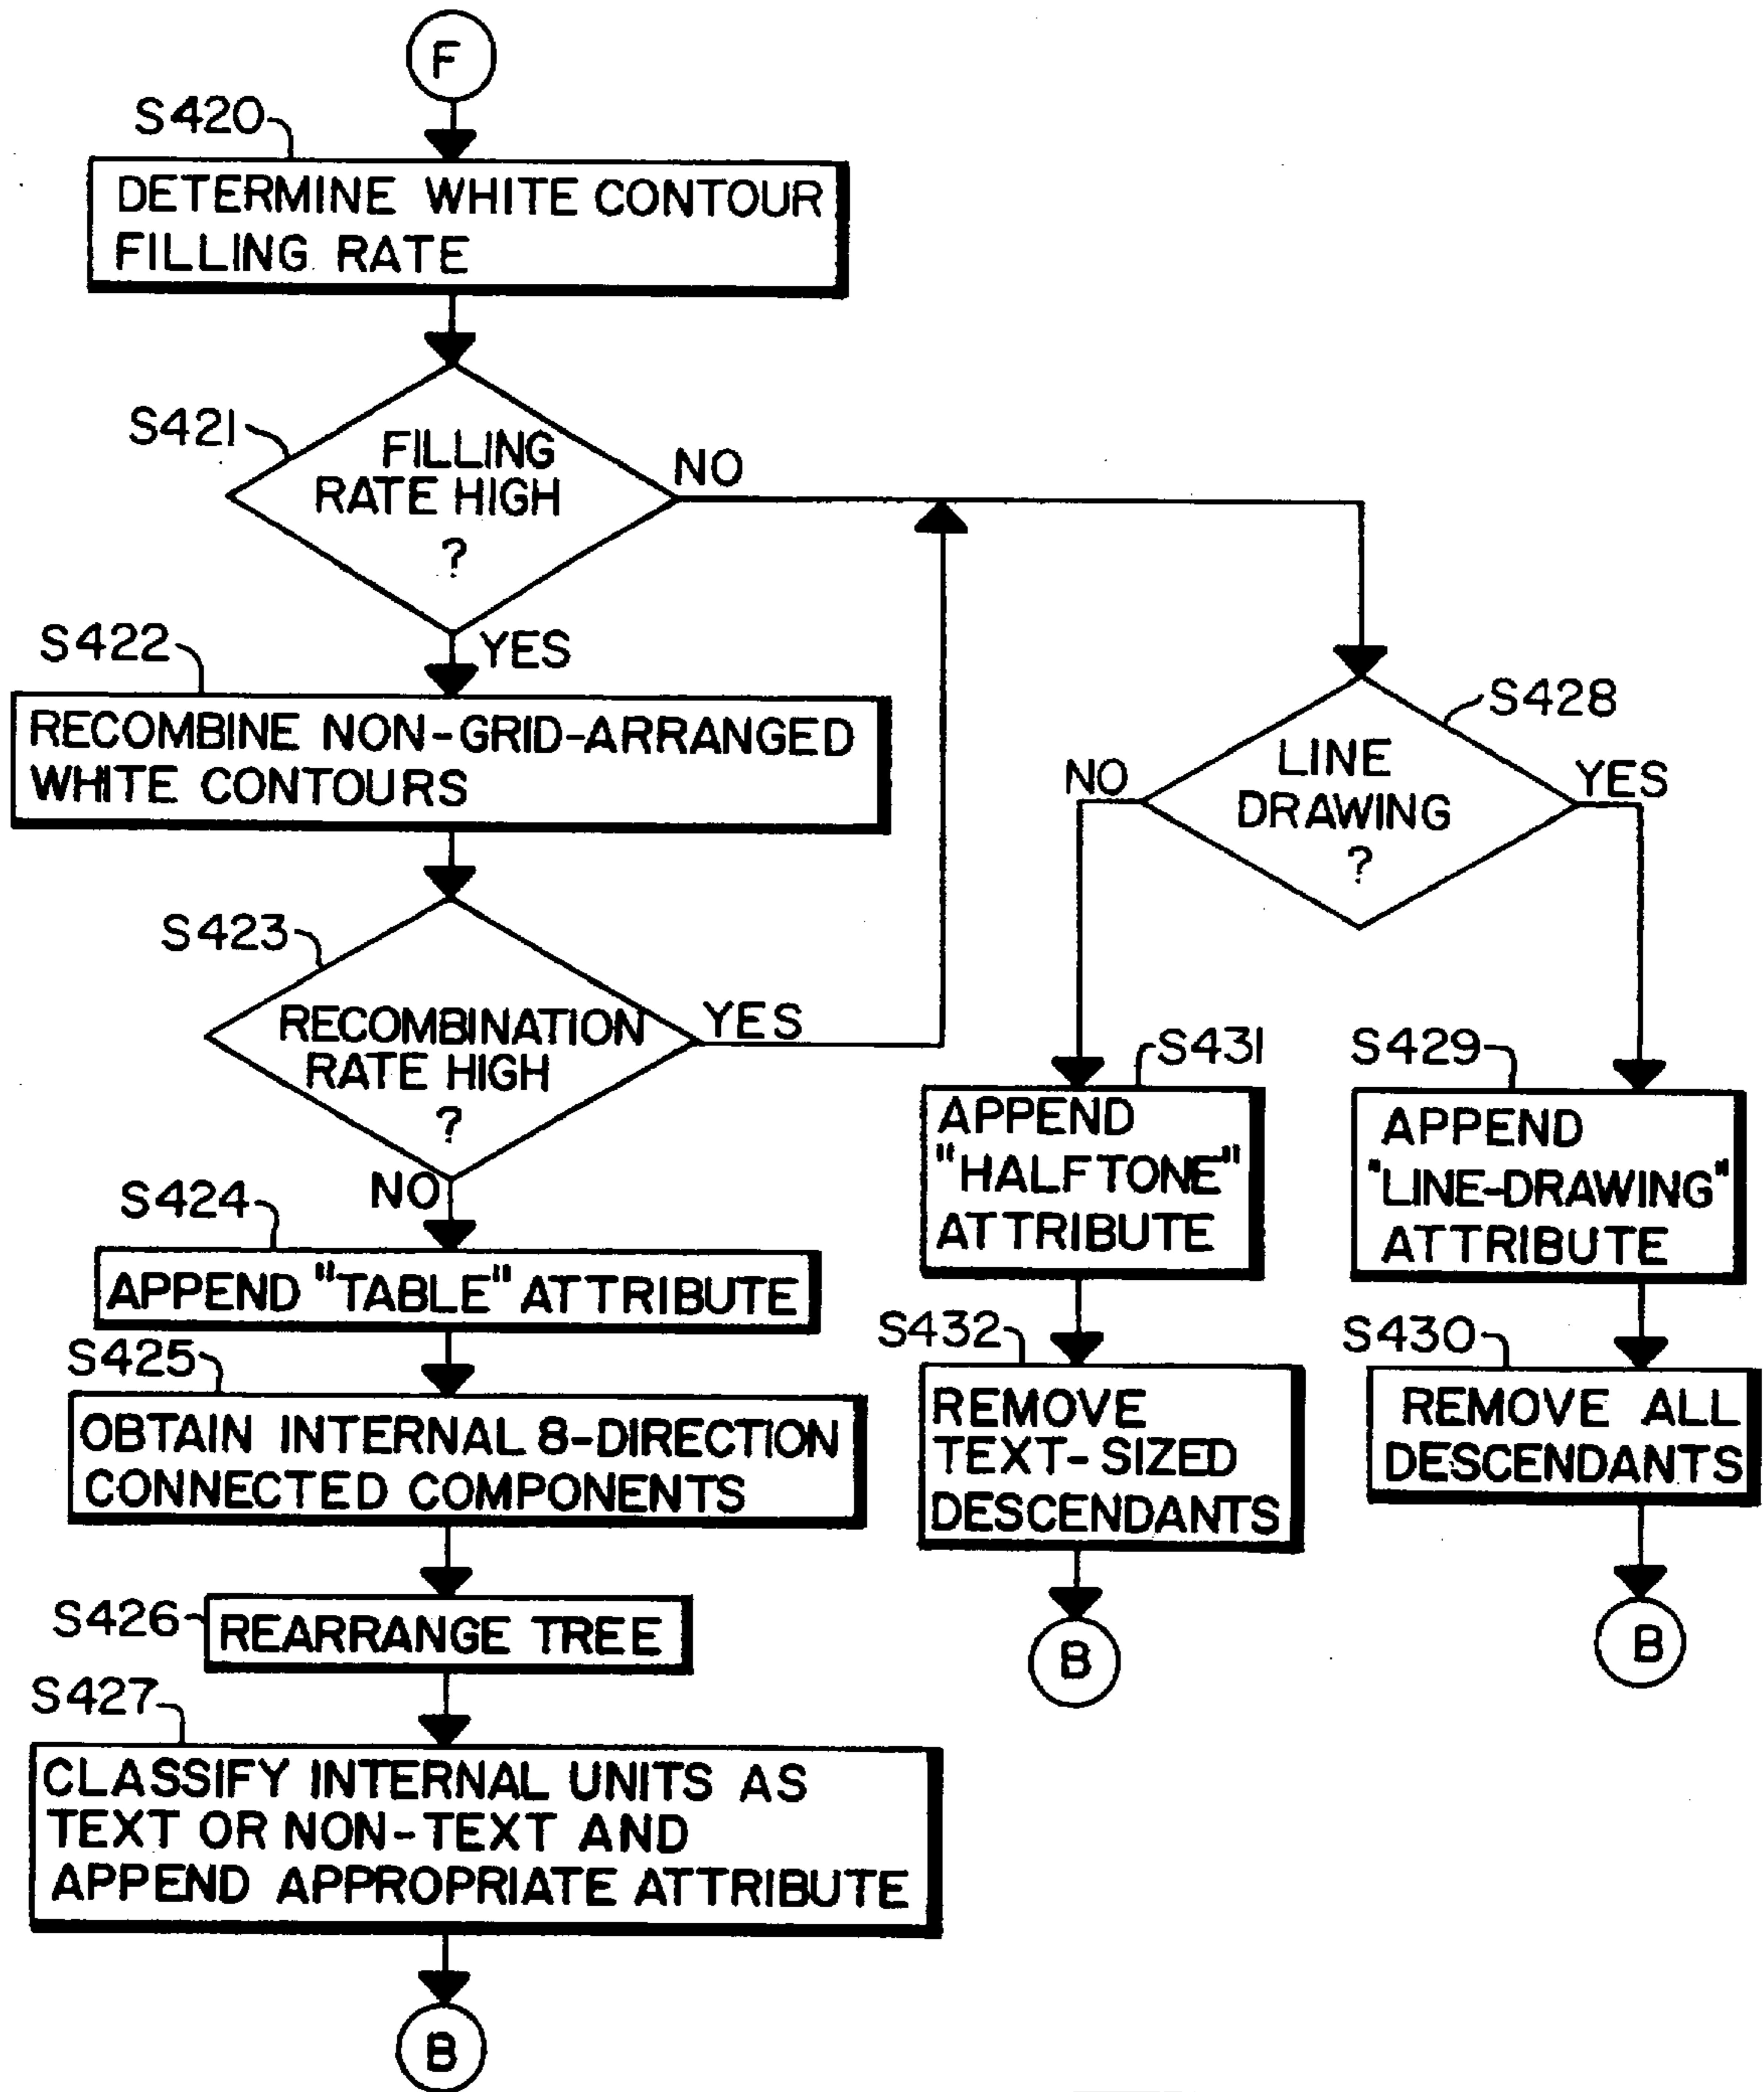 F
S420
DETERMINE WHITE CONTOUR
FILLING RATE
S421
FILLING
RATE HIGH
?
NO
YES
S422
RECOMBINE NON-GRID-ARRANGED
WHITE CONTOURS
S423
RECOMBINATION
RATE HIGH
?
YES
NO
S424
APPEND "TABLE" ATTRIBUTE
S425
OBTAIN INTERNAL 8-DIRECTION
CONNECTED COMPONENTS
S426
REARRANGE TREE
S427
CLASSIFY INTERNAL UNITS AS
TEXT OR NON-TEXT AND
APPEND APPROPRIATE ATTRIBUTE
B
S428
LINE
DRAWING
?
NO
YES
S431
APPEND
"HALFTONE"
ATTRIBUTE
S432
REMOVE
TEXT-SIZED
DESCENDANTS
B
S429
APPEND
"LINE-DRAWING"
ATTRIBUTE
S430
REMOVE ALL
DESCENDANTS
B